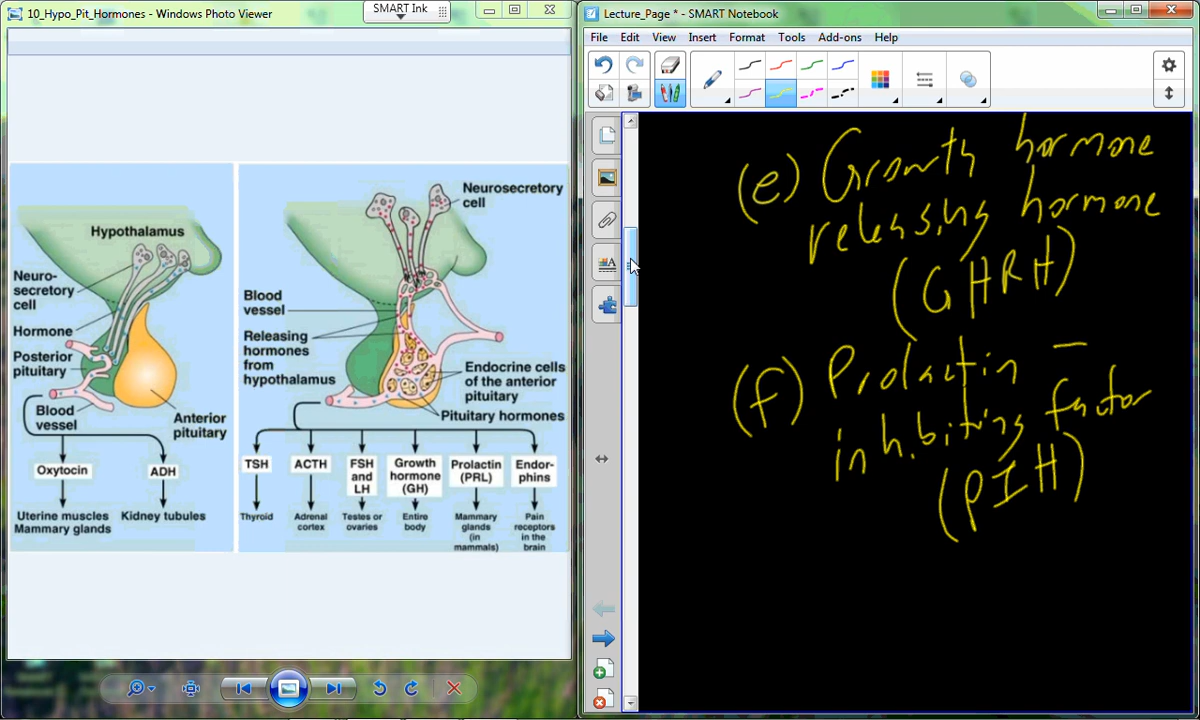 10_Hypo_Pit_Hormones - Windows Photo Viewer
SMART Ink
Hypothalamus
Neuro-
secretory
cell
Hormone
Posterior
pituitary
Blood
vessel
Anterior
pituitary
Oxytocin
ADH
Uterine muscles
Mammary glands
Kidney tubules
Neurosecretory
cell
Blood
vessel
Releasing
hormones
from
hypothalamus
Endocrine cells
of the anterior
pituitary
Pituitary hormones
TSH
ACTH
FSH
and
LH
Growth
hormone
(GH)
Prolactin
(PRL)
Endor-
phins
Thyroid
Adrenal
cortex
Testes or
ovaries
Entire
body
Mammary
glands
(in
mammals)
Pain
receptors
in the
brain
Lecture_Page * - SMART Notebook
File Edit View Insert Format Tools Add-ons Help
(e) Growth hormone
releasing hormone
(GHRH)
(f) Prolactin –
inhibiting factor
(PIH)